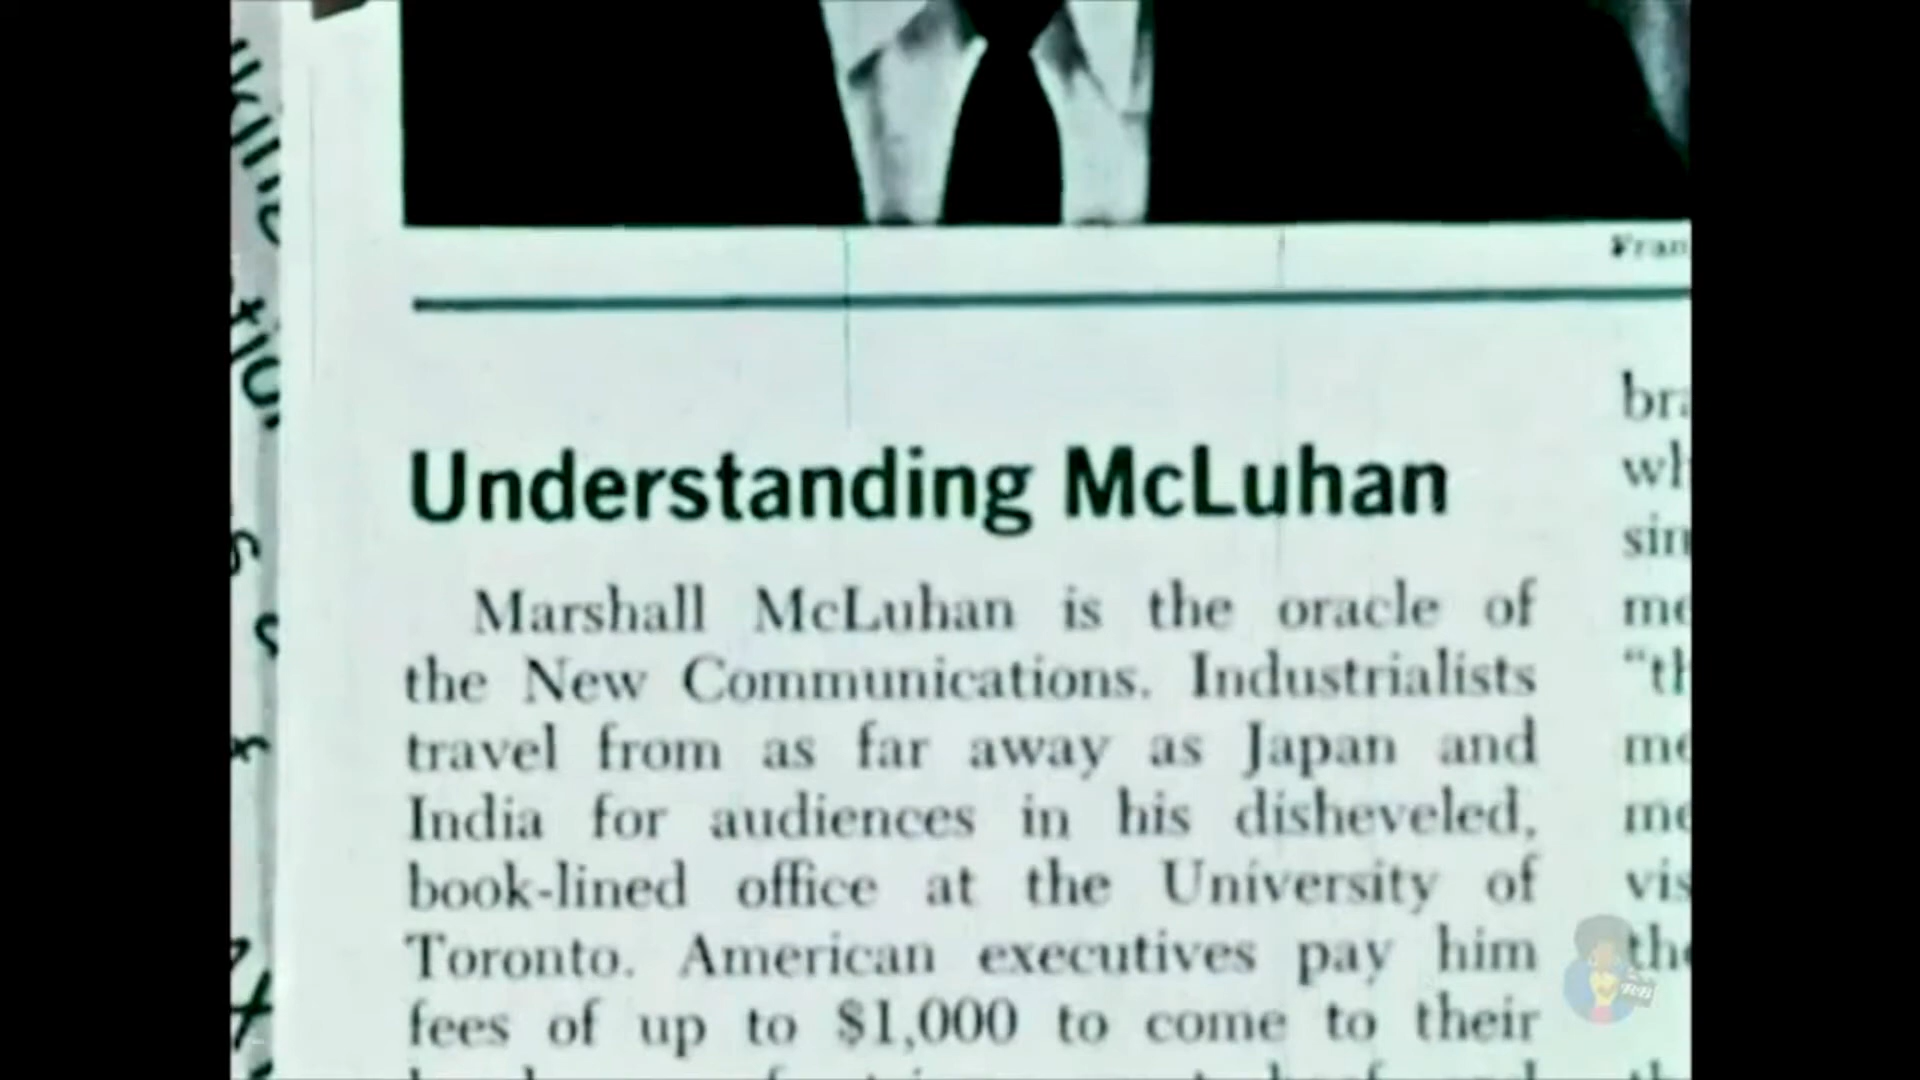 Understanding McLuhan
Marshall McLuhan is the oracle of
the New Communications. Industrialists
travel from as far away as Japan and
India for audiences in his disheveled,
book-lined office at the University of
Toronto. American executives pay him
fees of up to $1,000 to come to their